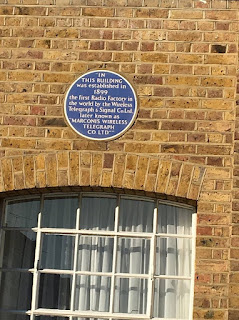 IN
THIS BUILDING
was established in
1899
the first Radio Factory in
the world by the Wireless
Telegraph & Signal Co Ltd.
later known as
MARCONIS WIRELESS
TELEGRAPH
CO LTD